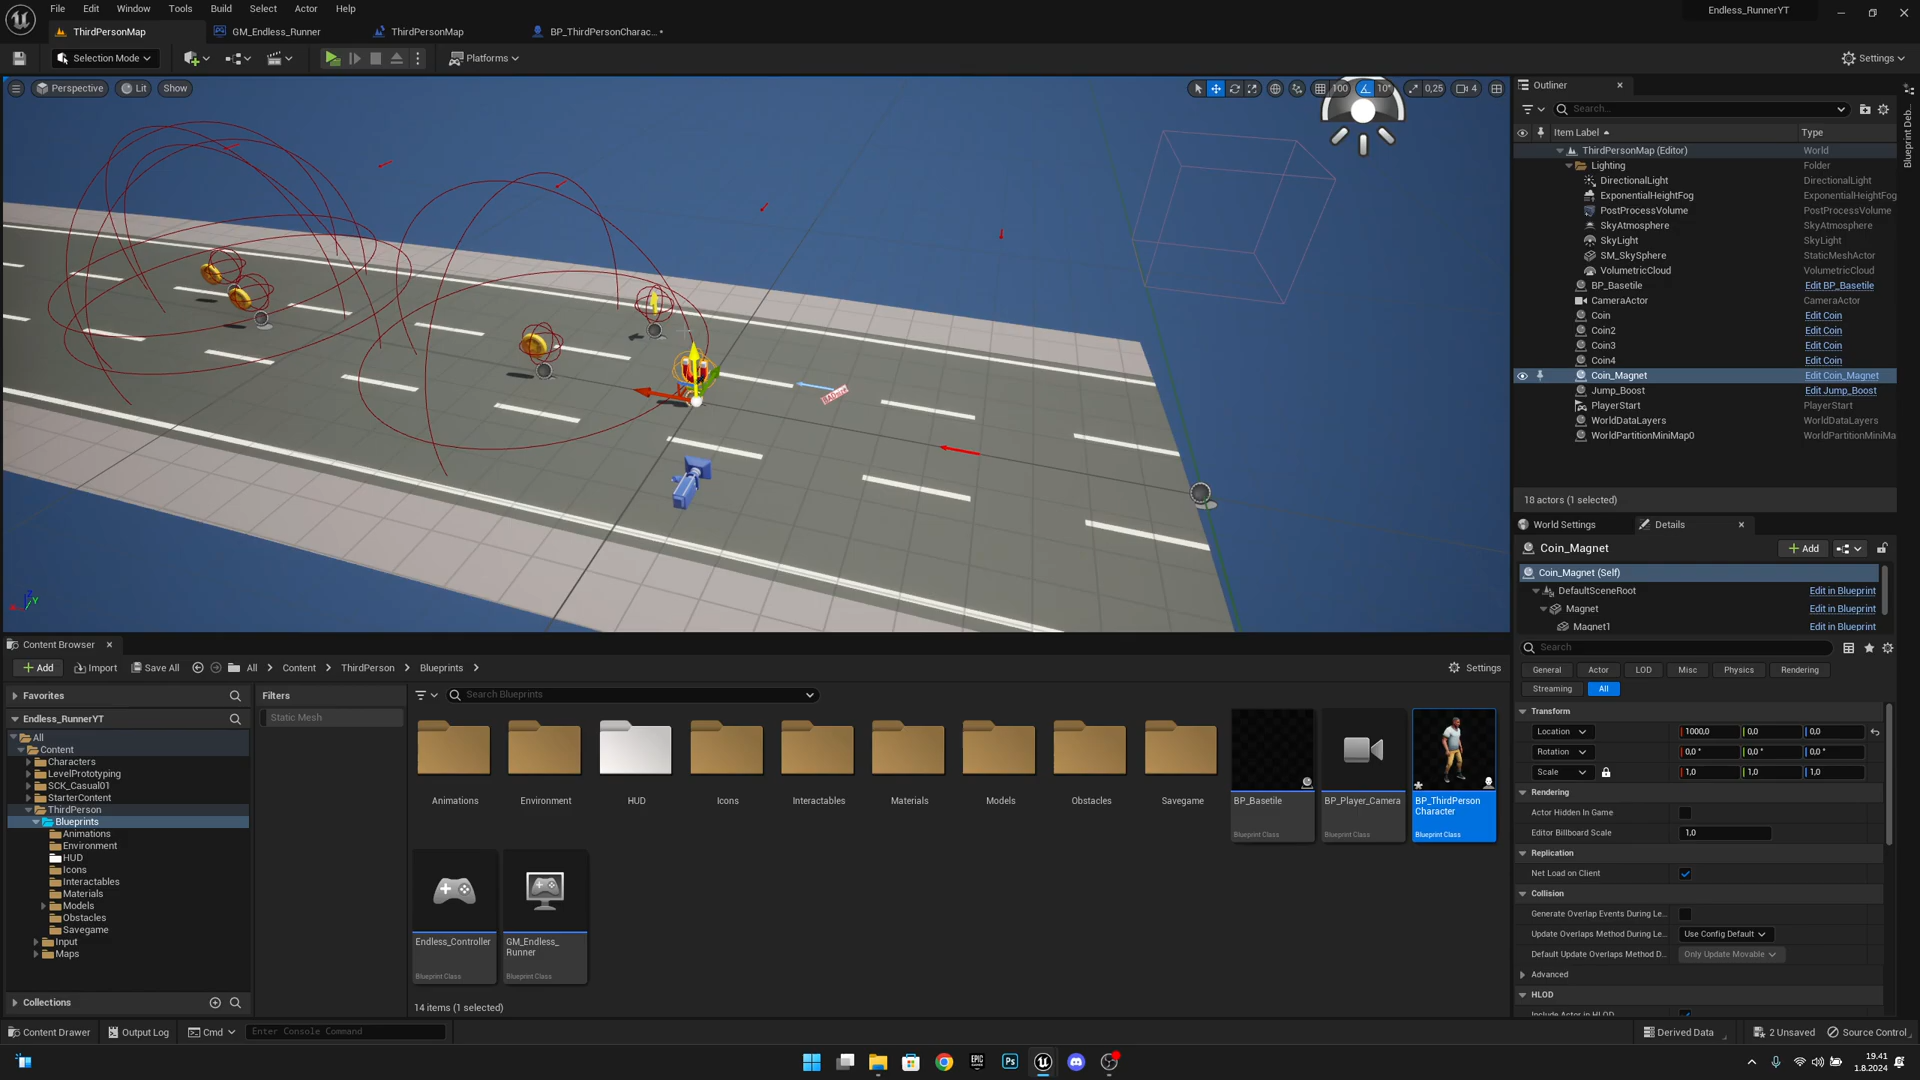 File Edit Window Tools Build Select Actor Help
Endless_RunnerYT
ThirdPersonMap
GM_Endless_Runner
ThirdPersonMap
BP_ThirdPersonCharac... •
Selection Mode
Platforms
Settings
Perspective Lit Show
100 10° 0,25 4
Outliner
Search...
Item Label Type
ThirdPersonMap (Editor) World
Lighting Folder
DirectionalLight DirectionalLight
ExponentialHeightFog ExponentialHeightFog
PostProcessVolume PostProcessVolume
SkyAtmosphere SkyAtmosphere
SkyLight SkyLight
SM_SkySphere StaticMeshActor
VolumetricCloud VolumetricCloud
BP_Basetile Edit BP_Basetile
CameraActor CameraActor
Coin Edit Coin
Coin2 Edit Coin
Coin3 Edit Coin
Coin4 Edit Coin
Coin_Magnet Edit Coin_Magnet
Jump_Boost Edit Jump_Boost
PlayerStart PlayerStart
WorldDataLayers WorldDataLayers
WorldPartitionMiniMap0 WorldPartitionMiniMa
18 actors (1 selected)
Blueprint Deb...
World Settings
Details
Coin_Magnet
Add
Coin_Magnet (Self)
DefaultSceneRoot Edit in Blueprint
Magnet Edit in Blueprint
Magnet1 Edit in Blueprint
Search
General Actor LOD Misc Physics Rendering
Streaming All
Transform
Location 1000,0 0,0 0,0
Rotation 0,0 ° 0,0 ° 0,0 °
Scale 1,0 1,0 1,0
Rendering
Actor Hidden In Game
Editor Billboard Scale 1,0
Replication
Net Load on Client
Collision
Generate Overlap Events During Le...
Update Overlaps Method During Le... Use Config Default
Default Update Overlaps Method D... Only Update Movable
Advanced
HLOD
Include Actor in HLOD
Content Browser
Add Import Save All All Content ThirdPerson Blueprints
Settings
Favorites
Endless_RunnerYT
All
Content
Characters
LevelPrototyping
SCK_Casual01
StarterContent
ThirdPerson
Blueprints
Animations
Environment
HUD
Icons
Interactables
Materials
Models
Obstacles
Savegame
Input
Maps
Collections
Filters
Static Mesh
Search Blueprints
Animations
Environment
HUD
Icons
Interactables
Materials
Models
Obstacles
Savegame
BP_Basetile
Blueprint Class
BP_Player_Camera
Blueprint Class
BP_ThirdPerson
Character
Blueprint Class
Endless_Controller
Blueprint Class
GM_Endless_
Runner
Blueprint Class
14 items (1 selected)
Content Drawer Output Log Cmd Enter Console Command
Derived Data 2 Unsaved Source Control
EPIC
Ps
19.41
1.8.2024